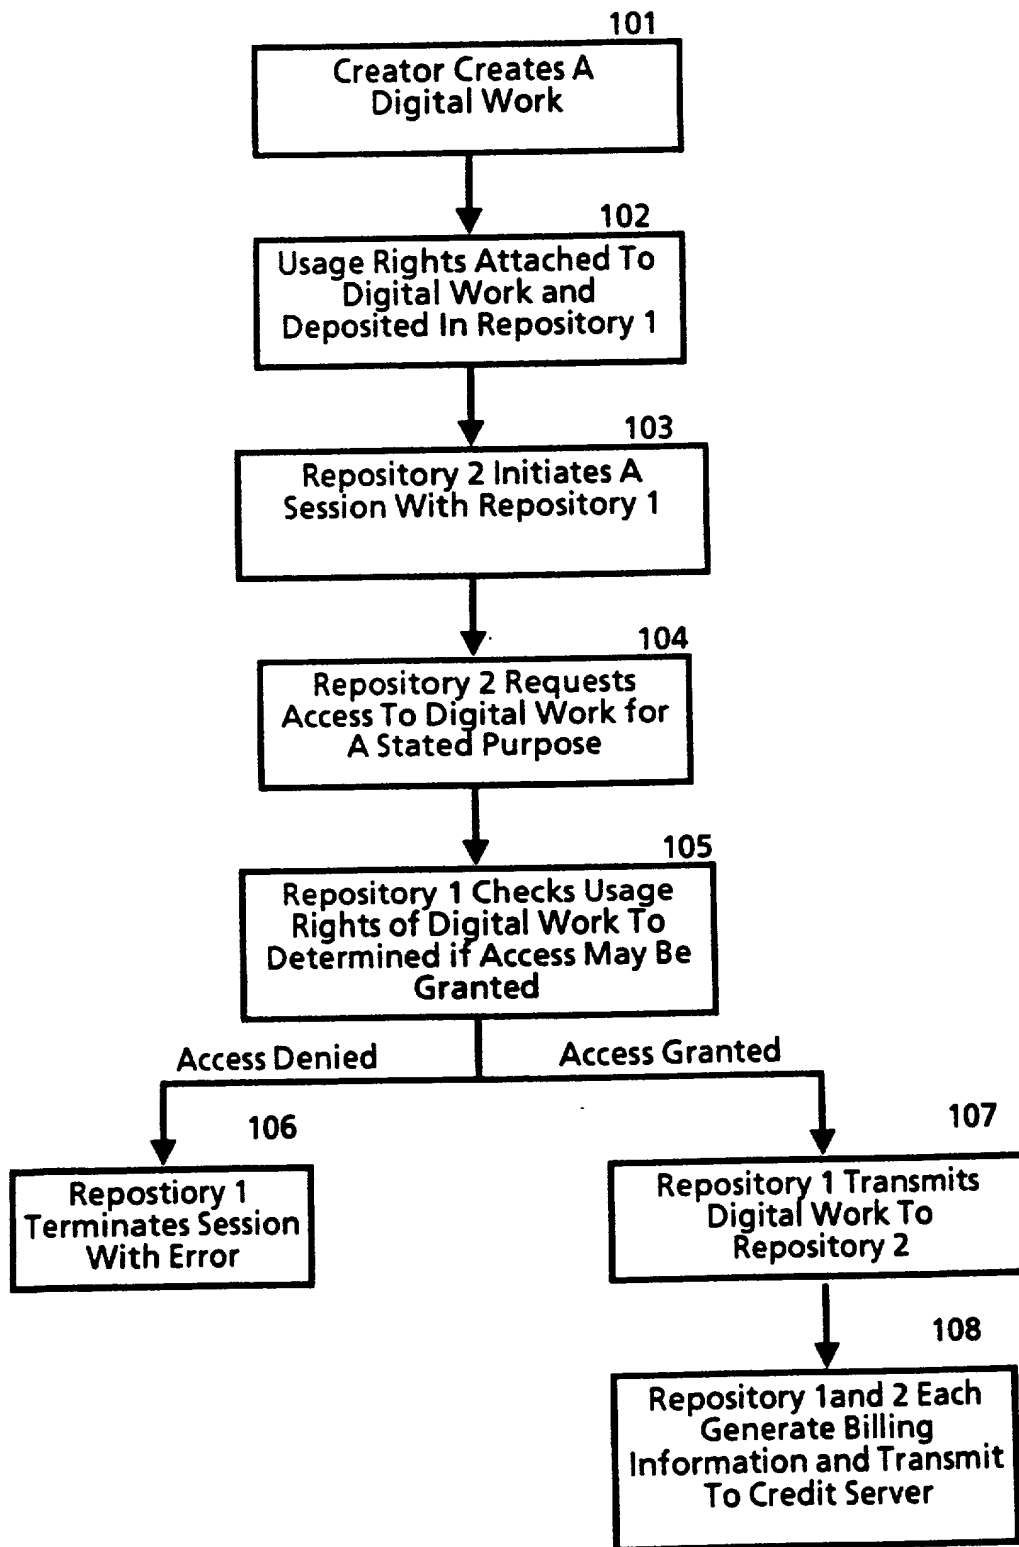 101
Creator Creates A
Digital Work
102
Usage Rights Attached To
Digital Work and
Deposited In Repository 1
103
Repository 2 Initiates A
Session With Repository 1
104
Repository 2 Requests
Access To Digital Work for
A Stated Purpose
105
Repository 1 Checks Usage
Rights of Digital Work To
Determined if Access May Be
Granted
Access Denied
Access Granted
106
Repostiory 1
Terminates Session
With Error
107
Repository 1 Transmits
Digital Work To
Repository 2
108
Repository 1and 2 Each
Generate Billing
Information and Transmit
To Credit Server